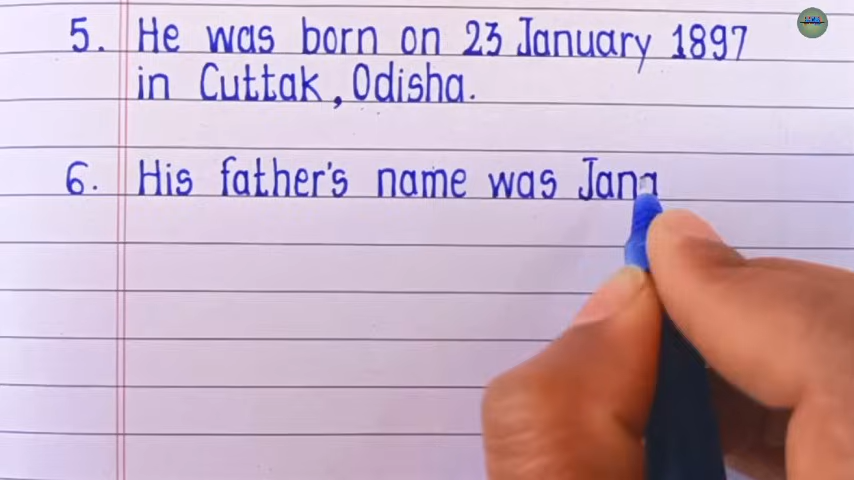 5. He was born on 23 January 1897
in Cuttak, Odisha.
6. His father's name was Jana